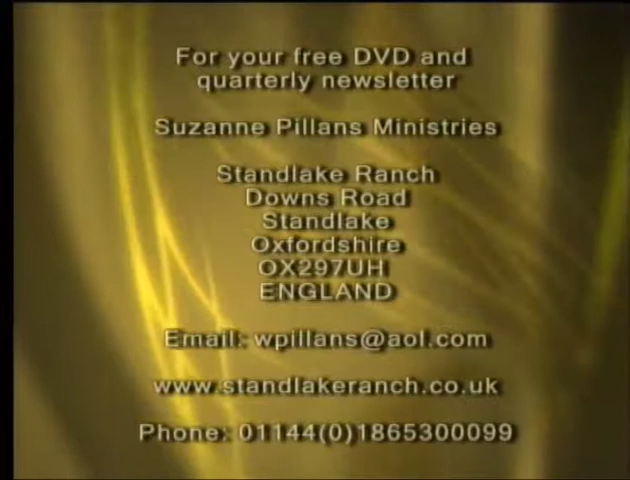 For your free DVD and
quarterly newsletter
Suzanne Pillans Ministries
Standlake Ranch
Downs Road
Standlake
Oxfordshire
OX297UH
ENGLAND
Email: wpillans@aol.com
www.standlakeranch.co.uk
Phone: 01144(0)1865300099